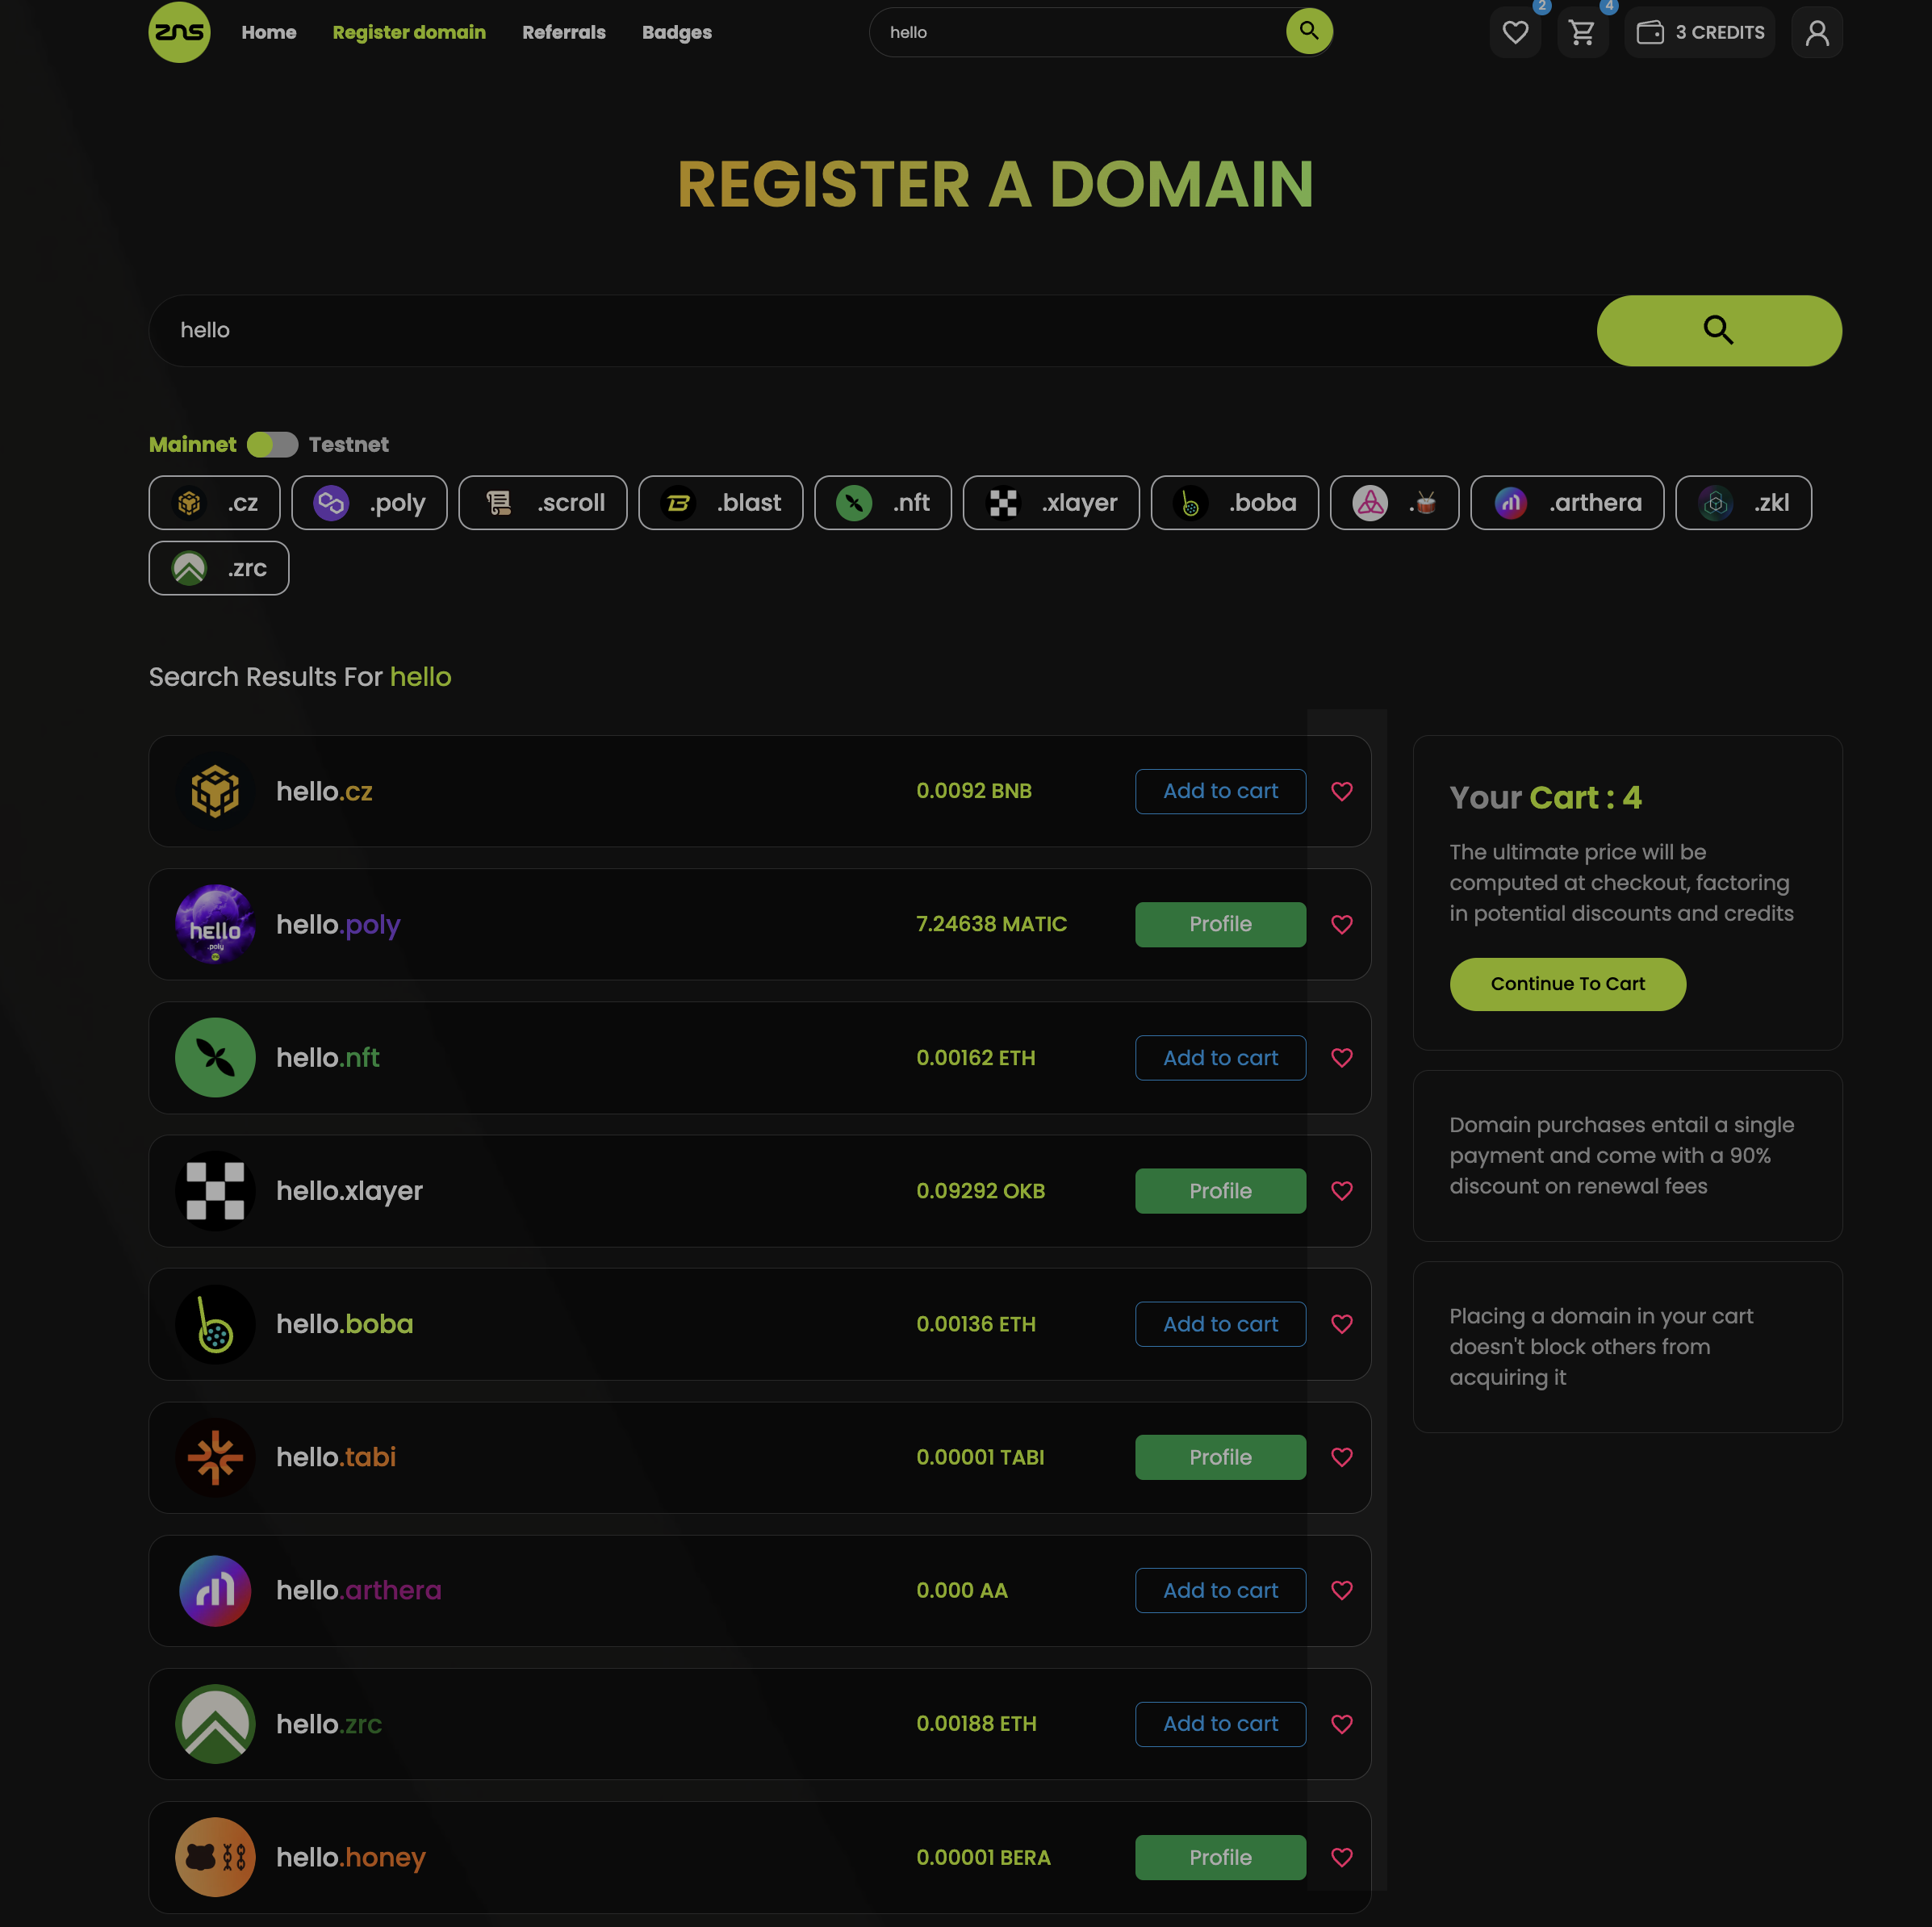 ZNS Home Register domain Referrals Badges hello 2 4 3 CREDITS
REGISTER A DOMAIN
hello
Mainnet Testnet
.cz .poly .scroll .blast .nft .xlayer .boba .🥁 .arthera .zkl
.zrc
Search Results For hello
hello.cz 0.0092 BNB Add to cart
hello
.poly
hello.poly 7.24638 MATIC Profile
hello.nft 0.00162 ETH Add to cart
hello.xlayer 0.09292 OKB Profile
hello.boba 0.00136 ETH Add to cart
hello.tabi 0.00001 TABI Profile
hello.arthera 0.000 AA Add to cart
hello.zrc 0.00188 ETH Add to cart
hello.honey 0.00001 BERA Profile
Your Cart : 4
The ultimate price will be
computed at checkout, factoring
in potential discounts and credits
Continue To Cart
Domain purchases entail a single
payment and come with a 90%
discount on renewal fees
Placing a domain in your cart
doesn't block others from
acquiring it